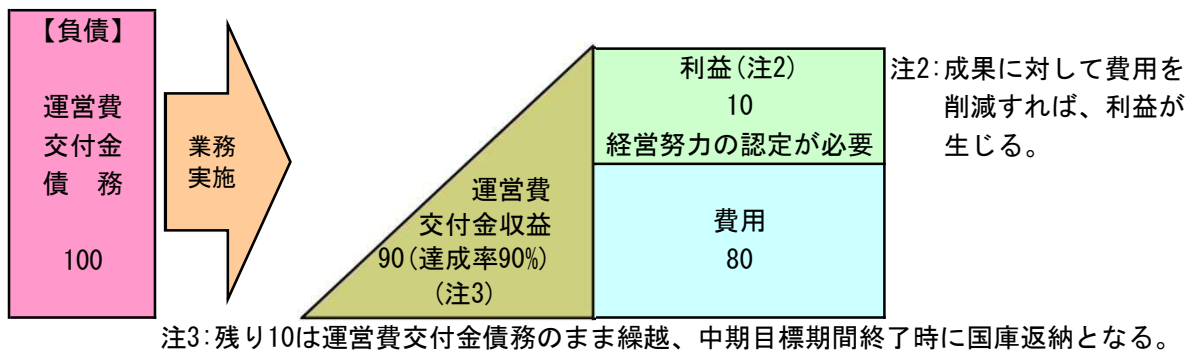 【負債】
運営費
交付金
債　務
100
業務
実施
運営費
交付金収益
90(達成率90%)
(注3)
利益(注2)
10
経営努力の認定が必要
費用
80
注2:成果に対して費用を
削減すれば、利益が
生じる。
注3:残り10は運営費交付金債務のまま繰越、中期目標期間終了時に国庫返納となる。